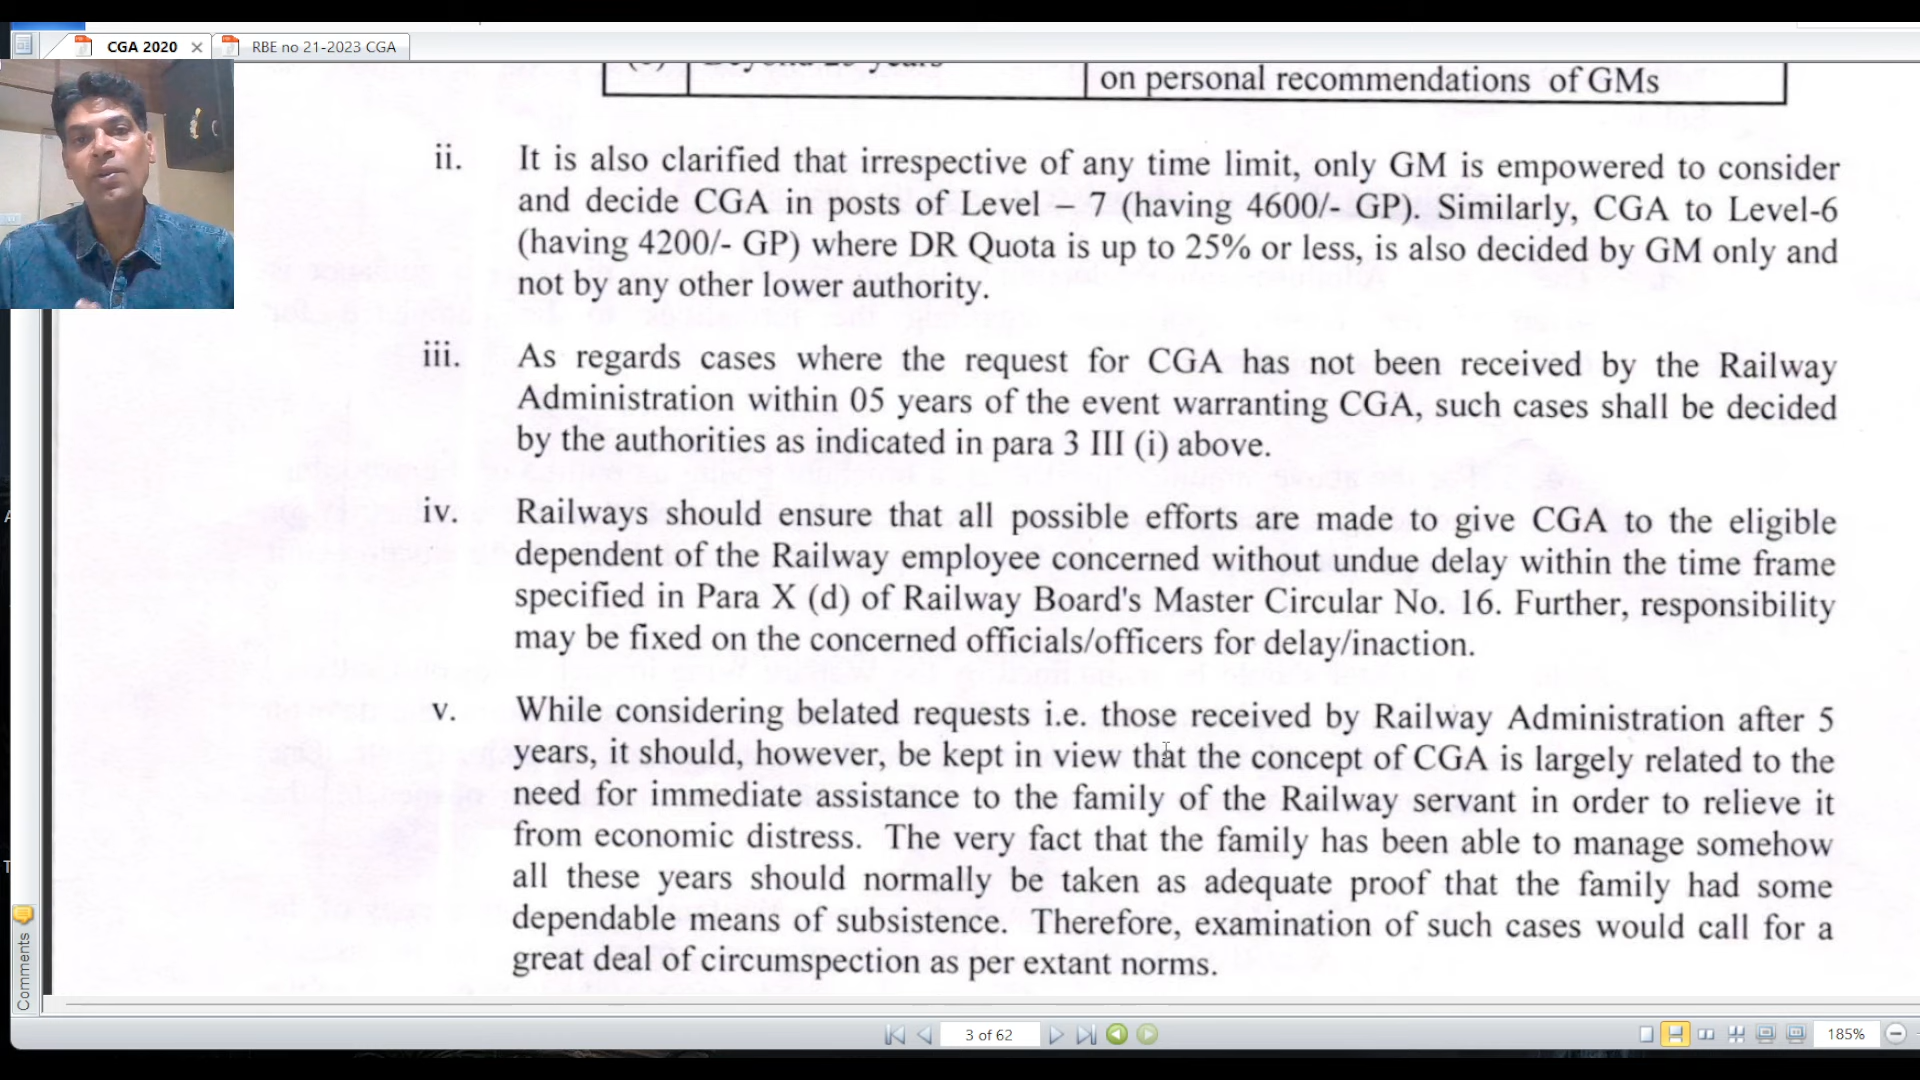 CGA 2020
RBE no 21-2023 CGA
Beyond 25 years
on personal recommendations of GMs
ii. It is also clarified that irrespective of any time limit, only GM is empowered to consider
and decide CGA in posts of Level – 7 (having 4600/- GP). Similarly, CGA to Level-6
(having 4200/- GP) where DR Quota is up to 25% or less, is also decided by GM only and
not by any other lower authority.
iii. As regards cases where the request for CGA has not been received by the Railway
Administration within 05 years of the event warranting CGA, such cases shall be decided
by the authorities as indicated in para 3 III (i) above.
iv. Railways should ensure that all possible efforts are made to give CGA to the eligible
dependent of the Railway employee concerned without undue delay within the time frame
specified in Para X (d) of Railway Board's Master Circular No. 16. Further, responsibility
may be fixed on the concerned officials/officers for delay/inaction.
v. While considering belated requests i.e. those received by Railway Administration after 5
years, it should, however, be kept in view that the concept of CGA is largely related to the
need for immediate assistance to the family of the Railway servant in order to relieve it
from economic distress. The very fact that the family has been able to manage somehow
all these years should normally be taken as adequate proof that the family had some
dependable means of subsistence. Therefore, examination of such cases would call for a
great deal of circumspection as per extant norms.
Comments
3 of 62
185%